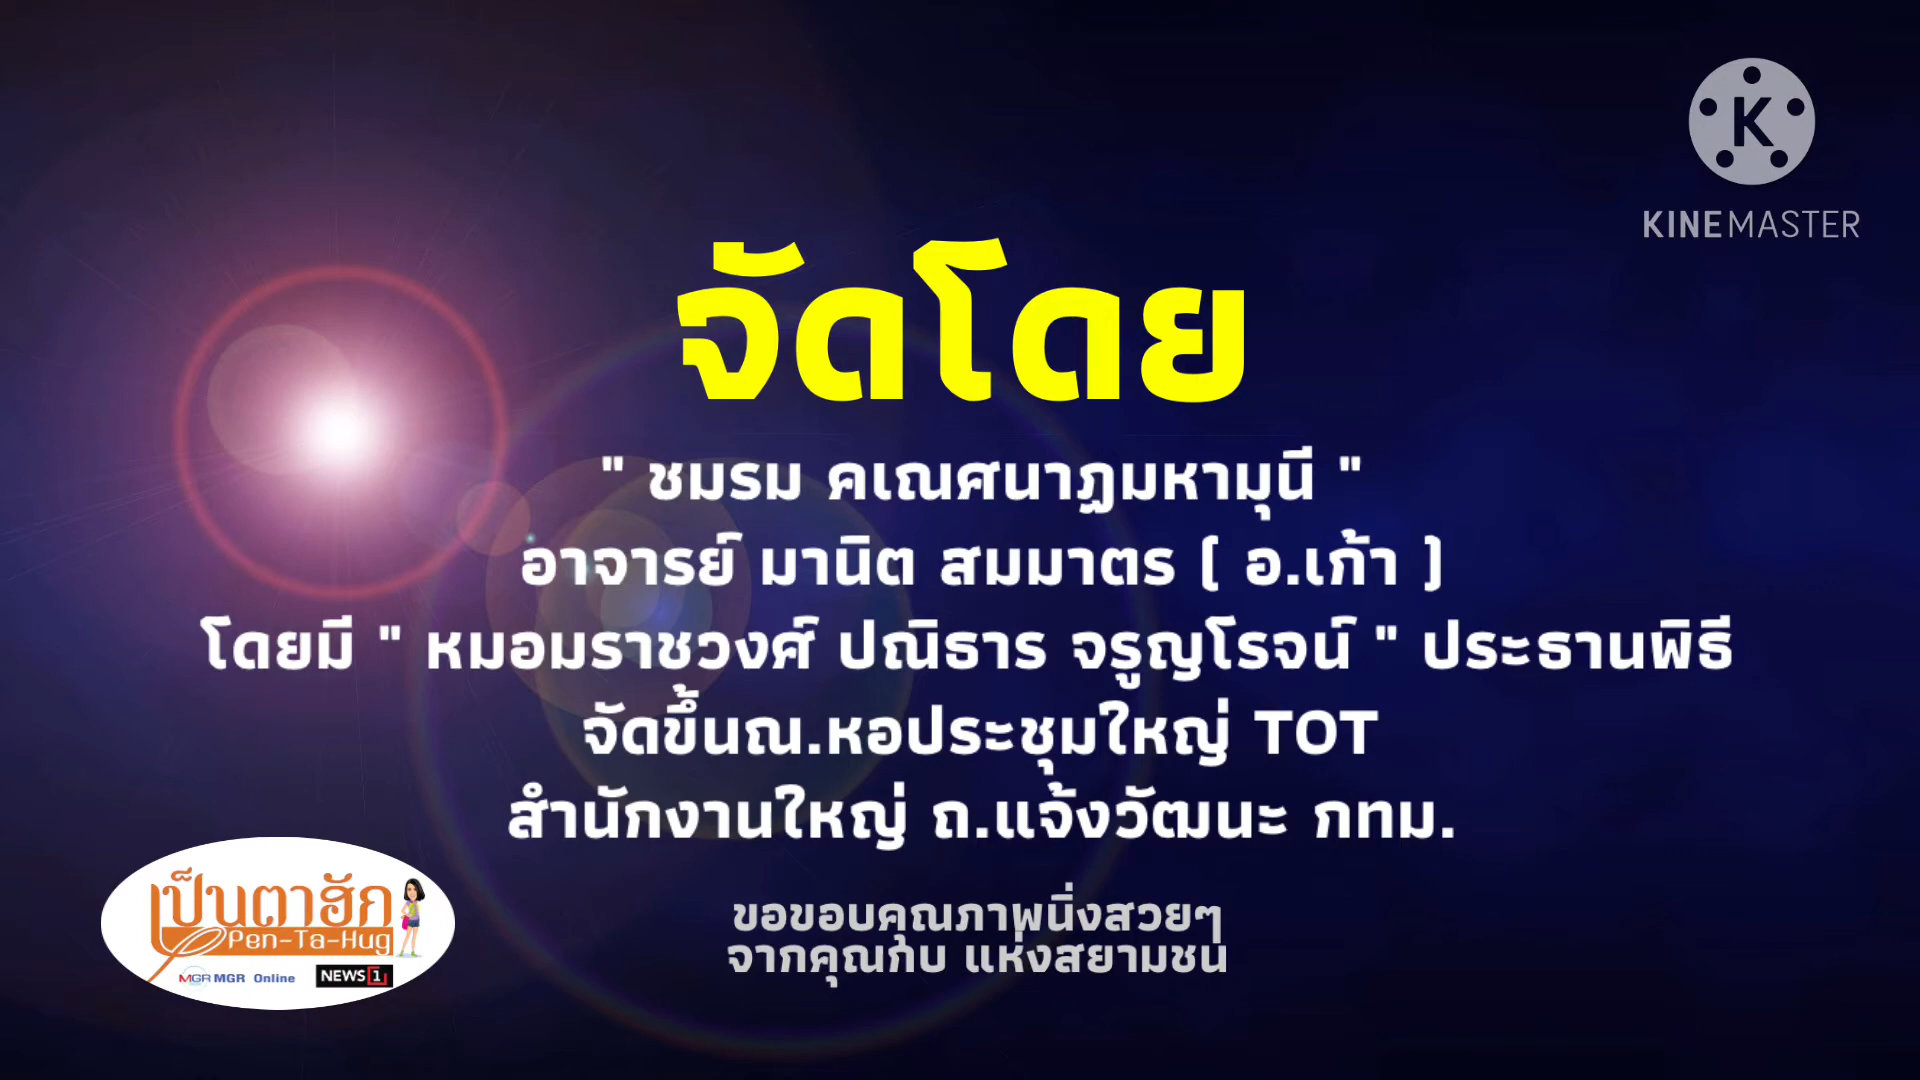 K
KINEMASTER
จัดโดย
" ชมรม คเณศนาฏมหามุนี "
อาจารย์ มานิต สมมาตร ( อ.เก้า )
โดยมี " หมอมราชวงศ์ ปณิธาร จรูญโรจน์ " ประธานพิธี
จัดขึ้นณ.หอประชุมใหญ่ TOT
สำนักงานใหญ่ ถ.แจ้งวัฒนะ กทม.
ขอขอบคุณภาพนิ่งสวยๆ
จากคุณกบ แห่งสยามชน
เป็นตาฮัก
Pen-Ta-Hug
MGR MGR Online NEWS 1